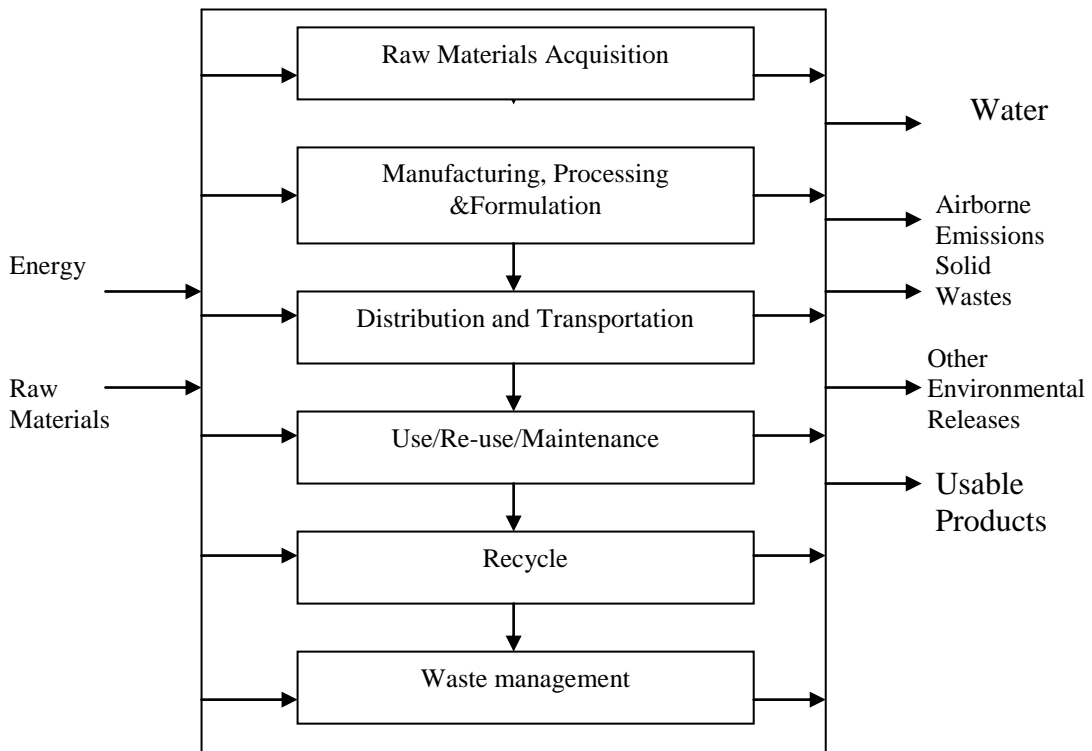 Raw Materials Acquisition
Manufacturing, Processing
&Formulation
Distribution and Transportation
Use/Re-use/Maintenance
Recycle
Waste management
Energy
Raw
Materials
Water
Airborne
Emissions
Solid
Wastes
Other
Environmental
Releases
Usable
Products